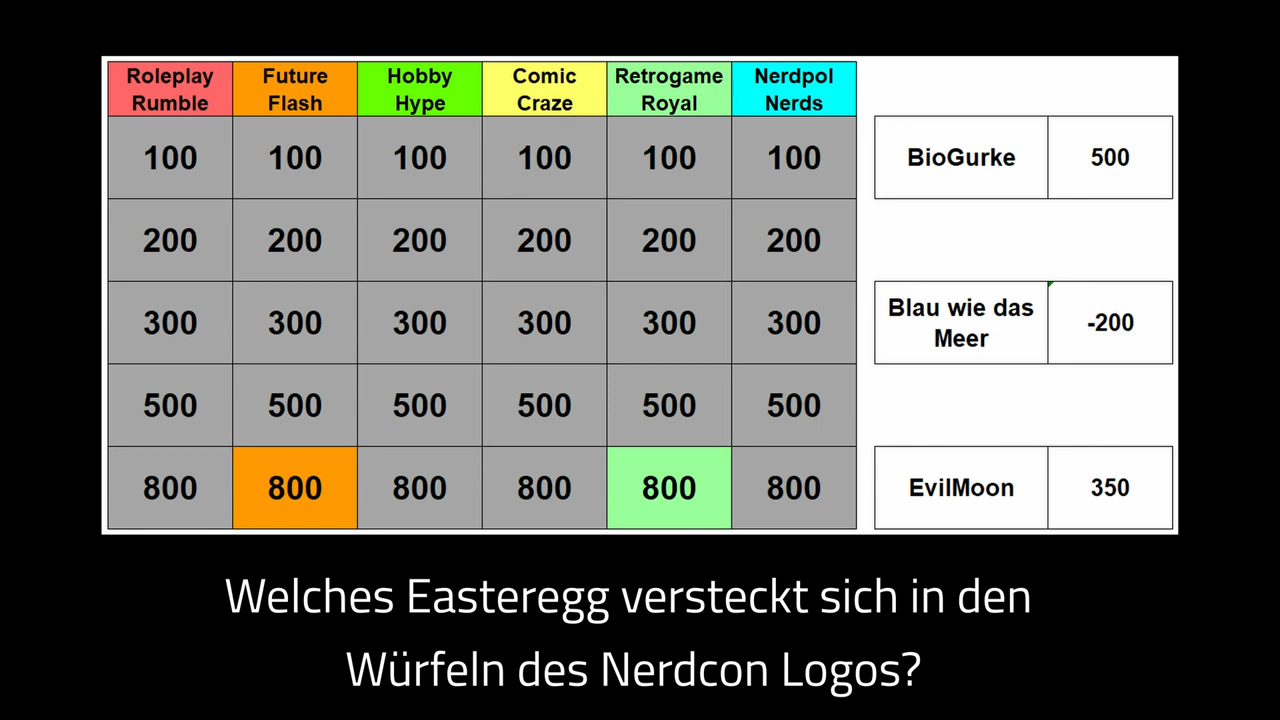 Roleplay Rumble
Future Flash
Hobby Hype
Comic Craze
Retrogame Royal
Nerdpol Nerds
100 100 100 100 100 100
BioGurke 500
200 200 200 200 200 200
300 300 300 300 300 300
Blau wie das
Meer
-200
500 500 500 500 500 500
800 800 800 800 800 800
EvilMoon 350
Welches Easteregg versteckt sich in den
Würfeln des Nerdcon Logos?